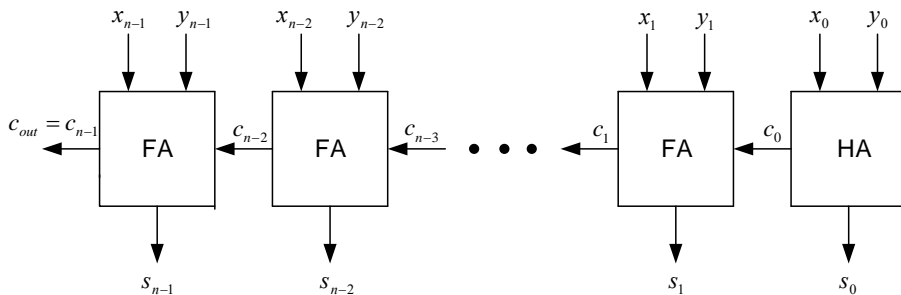 x_{n-1} y_{n-1} x_{n-2} y_{n-2} x_1 y_1 x_0 y_0
c_{out} = c_{n-1} FA c_{n-2} FA c_{n-3} c_1 FA c_0 HA
s_{n-1} s_{n-2} s_1 s_0